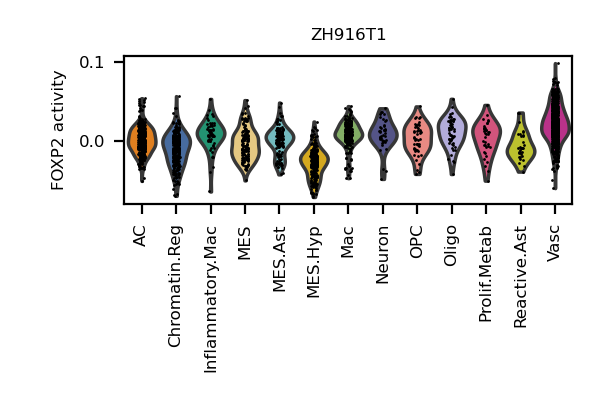 ZH916T1
FOXP2 activity
0.1
0.0
AC
Chromatin.Reg
Inflammatory.Mac
MES
MES.Ast
MES.Hyp
Mac
Neuron
OPC
Oligo
Prolif.Metab
Reactive.Ast
Vasc